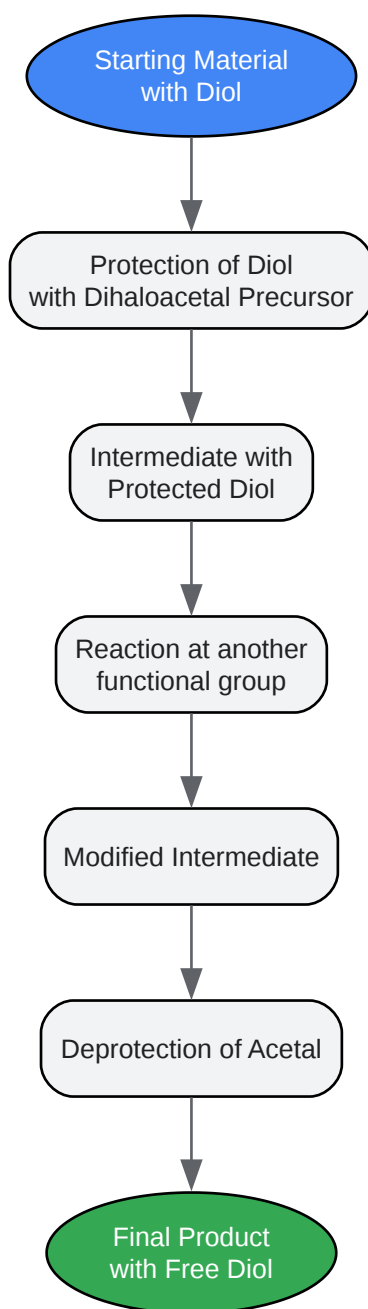 Starting Material
with Diol
Protection of Diol
with Dihaloacetal Precursor
Intermediate with
Protected Diol
Reaction at another
functional group
Modified Intermediate
Deprotection of Acetal
Final Product
with Free Diol